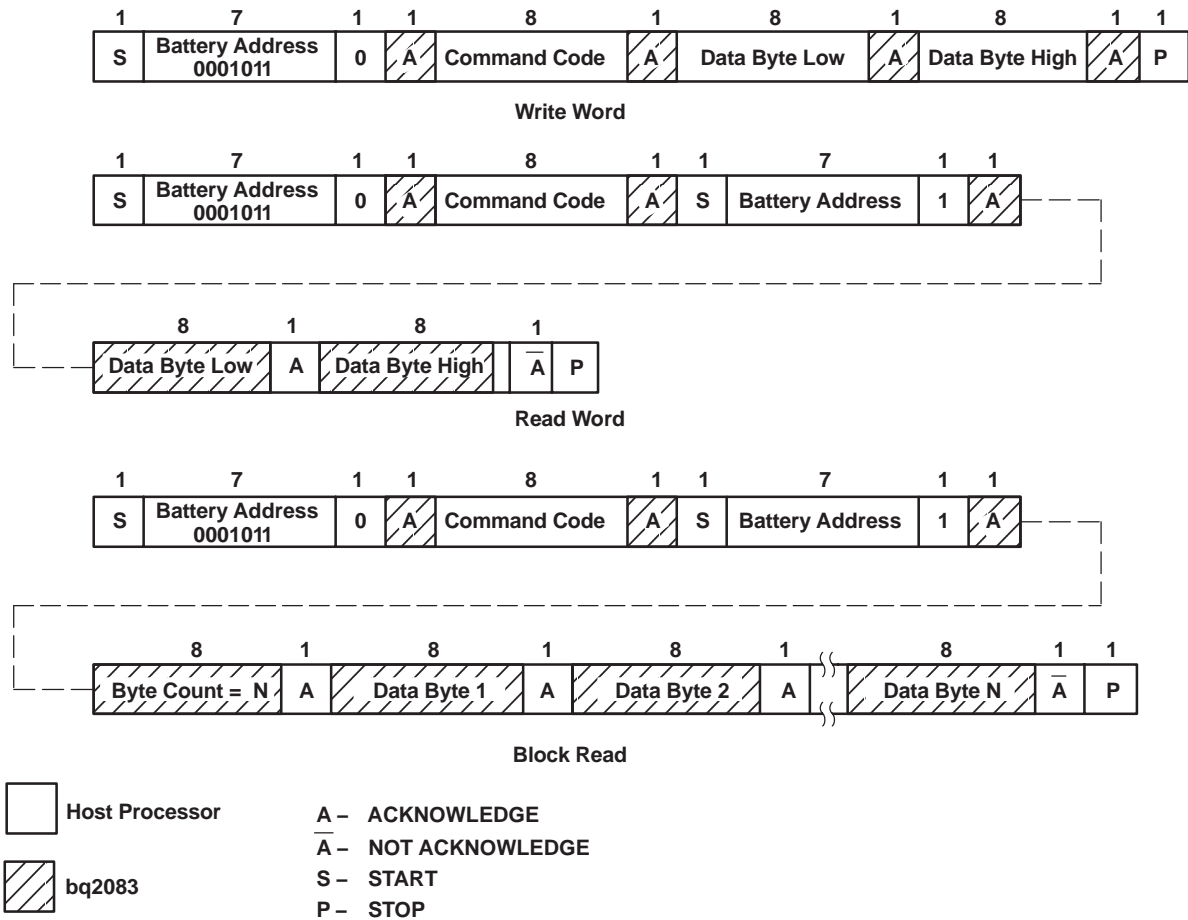 1 7 1 1 8 1 8 1 8 1 1
S Battery Address 0 A Command Code A Data Byte Low A Data Byte High A P
0001011
Write Word
1 7 1 1 8 1 1 7 1 1
S Battery Address 0 A Command Code A S Battery Address 1 A
0001011
8 1 8 1
Data Byte Low A Data Byte High A̅ P
Read Word
1 7 1 1 8 1 1 7 1 1
S Battery Address 0 A Command Code A S Battery Address 1 A
0001011
8 1 8 1 8 1 8 1 1
Byte Count = N A Data Byte 1 A Data Byte 2 A Data Byte N A̅ P
Block Read
Host Processor
bq2083
A – ACKNOWLEDGE
A̅ – NOT ACKNOWLEDGE
S – START
P – STOP